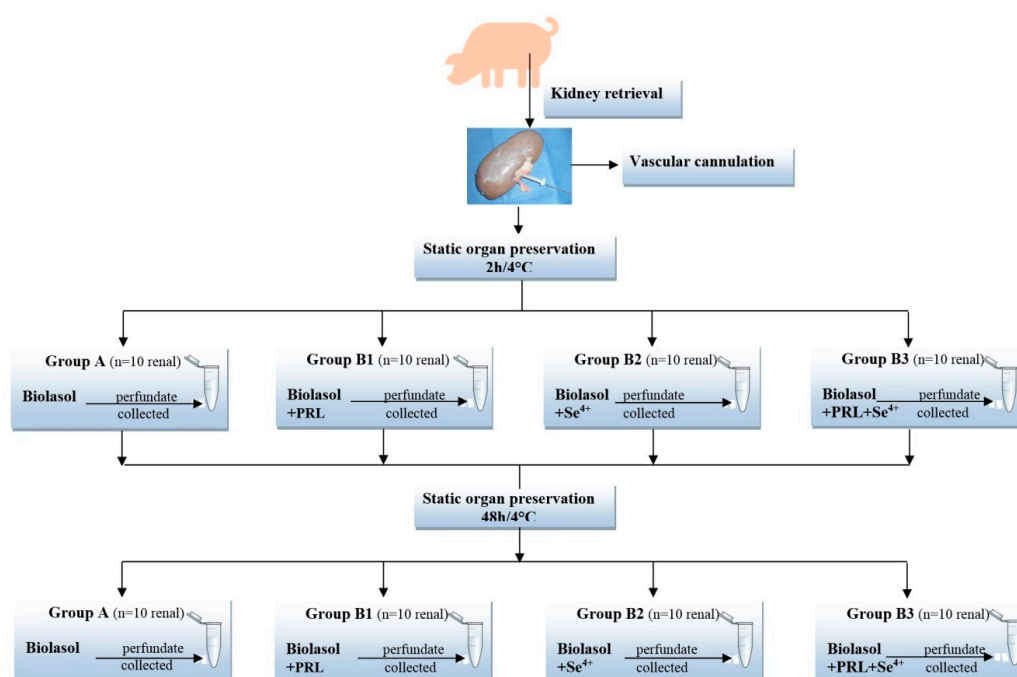 Kidney retrieval
Vascular cannulation
Static organ preservation
2h/4°C
Group A (n=10 renal)
Biolasol
perfundate
collected
Group B1 (n=10 renal)
Biolasol
+PRL
perfundate
collected
Group B2 (n=10 renal)
Biolasol
+Se⁴⁺
perfundate
collected
Group B3 (n=10 renal)
Biolasol
+PRL+Se⁴⁺
perfundate
collected
Static organ preservation
48h/4°C
Group A (n=10 renal)
Biolasol
perfundate
collected
Group B1 (n=10 renal)
Biolasol
+PRL
perfundate
collected
Group B2 (n=10 renal)
Biolasol
+Se⁴⁺
perfundate
collected
Group B3 (n=10 renal)
Biolasol
+PRL+Se⁴⁺
perfundate
collected